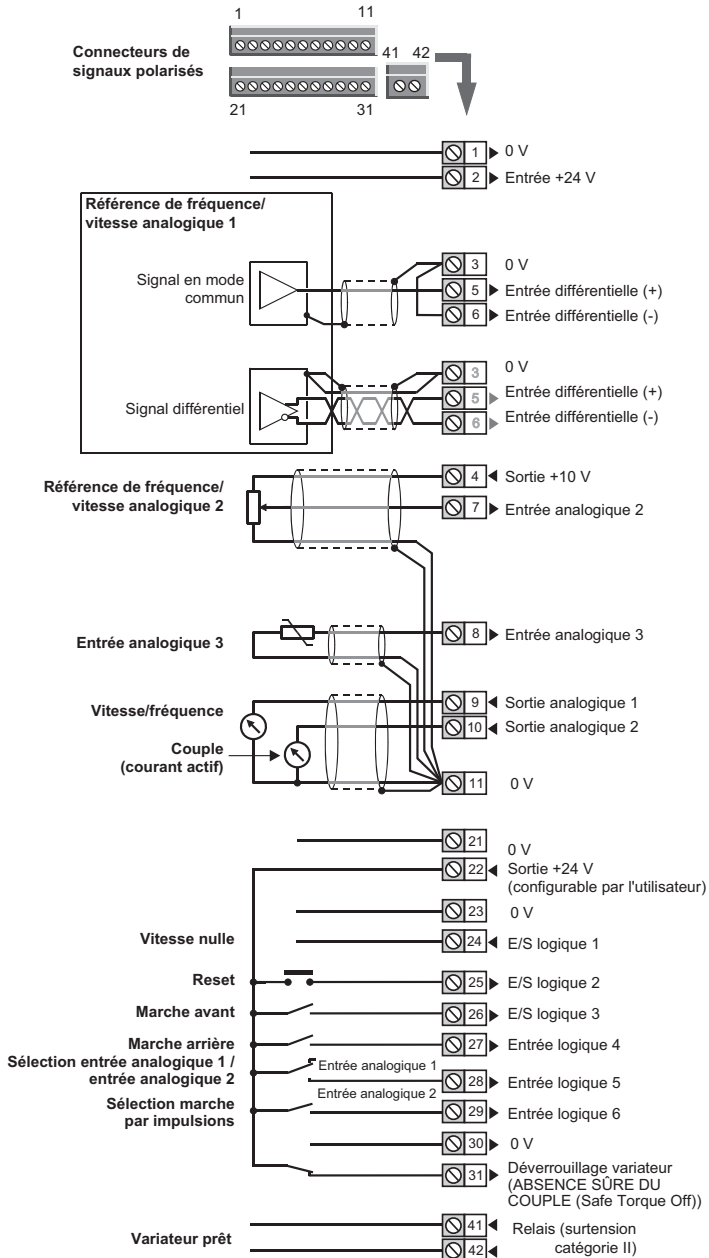 1 11
Connecteurs de
signaux polarisés
41 42
21 31
1 0 V
2 Entrée +24 V
Référence de fréquence/
vitesse analogique 1
Signal en mode
commun
3 0 V
5 Entrée différentielle (+)
6 Entrée différentielle (-)
Signal différentiel
3 0 V
5 Entrée différentielle (+)
6 Entrée différentielle (-)
Référence de fréquence/
vitesse analogique 2
4 Sortie +10 V
7 Entrée analogique 2
Entrée analogique 3
8 Entrée analogique 3
Vitesse/fréquence
9 Sortie analogique 1
10 Sortie analogique 2
Couple
(courant actif)
11 0 V
21 0 V
22 Sortie +24 V
(configurable par l'utilisateur)
23 0 V
Vitesse nulle
24 E/S logique 1
Reset
25 E/S logique 2
Marche avant
26 E/S logique 3
Marche arrière
27 Entrée logique 4
Sélection entrée analogique 1 /
entrée analogique 2
Entrée analogique 1
28 Entrée logique 5
Entrée analogique 2
Sélection marche
par impulsions
29 Entrée logique 6
30 0 V
31 Déverrouillage variateur
(ABSENCE SÛRE DU
COUPLE (Safe Torque Off))
Variateur prêt
41 Relais (surtension
42 catégorie II)